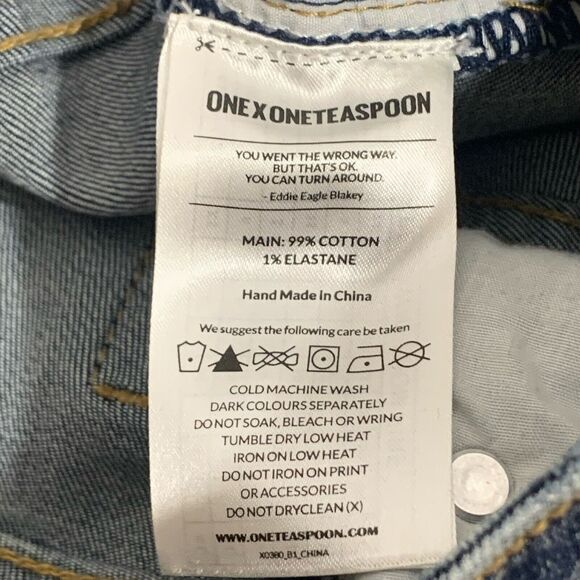 ONEXONETEASPOON
YOU WENT THE WRONG WAY.
BUT THAT'S OK.
YOU CAN TURN AROUND.
- Eddie Eagle Blakey
MAIN: 99% COTTON
1% ELASTANE
Hand Made in China
We suggest the following care be taken
COLD MACHINE WASH
DARK COLOURS SEPARATELY
DO NOT SOAK, BLEACH OR WRING
TUMBLE DRY LOW HEAT
IRON ON LOW HEAT
DO NOT IRON ON PRINT
OR ACCESSORIES
DO NOT DRYCLEAN (X)
WWW.ONETEASPOON.COM
X0380_B1_CHINA